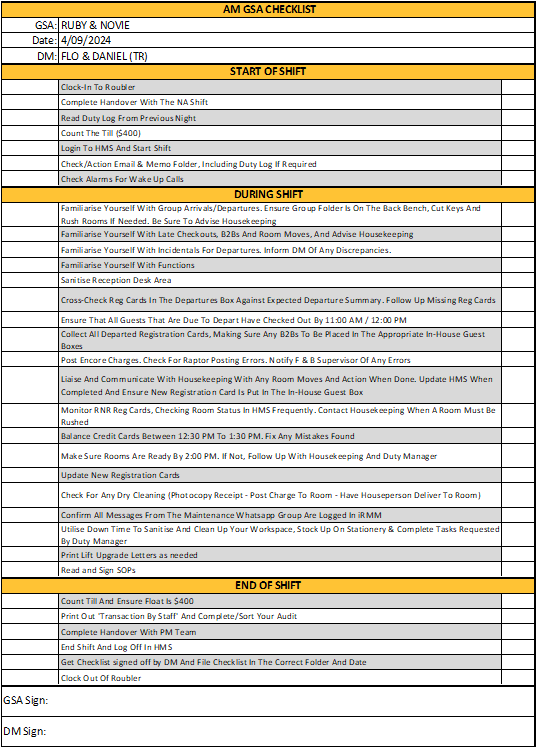 AM GSA CHECKLIST
GSA: RUBY & NOVIE
Date: 4/09/2024
DM: FLO & DANIEL (TR)
START OF SHIFT
Clock-In To Roubler
Complete Handover With The NA Shift
Read Duty Log From Previous Night
Count The Till ($400)
Login To HMS And Start Shift
Check/Action Email & Memo Folder, Including Duty Log If Required
Check Alarms For Wake Up Calls
DURING SHIFT
Familiarise Yourself With Group Arrivals/Departures. Ensure Group Folder Is On The Back Bench, Cut Keys And
Rush Rooms If Needed. Be Sure To Advise Housekeeping
Familiarise Yourself With Late Checkouts, B2Bs And Room Moves, And Advise Housekeeping
Familiarise Yourself With Incidentals For Departures. Inform DM Of Any Discrepancies.
Familiarise Yourself With Functions
Sanitise Reception Desk Area
Cross-Check Reg Cards In The Departures Box Against Expected Departure Summary. Follow Up Missing Reg Cards
Ensure That All Guests That Are Due To Depart Have Checked Out By 11:00 AM / 12:00 PM
Collect All Departed Registration Cards, Making Sure Any B2Bs To Be Placed In The Appropriate In-House Guest
Boxes
Post Encore Charges. Check For Raptor Posting Errors. Notify F & B Supervisor Of Any Errors
Liaise And Communicate With Housekeeping With Any Room Moves And Action When Done. Update HMS When
Completed And Ensure New Registration Card Is Put In The In-House Guest Box
Monitor RNR Reg Cards, Checking Room Status In HMS Frequently. Contact Housekeeping When A Room Must Be
Rushed
Balance Credit Cards Between 12:30 PM To 1:30 PM. Fix Any Mistakes Found
Make Sure Rooms Are Ready By 2:00 PM. If Not, Follow Up With Housekeeping And Duty Manager
Update New Registration Cards
Check For Any Dry Cleaning (Photocopy Receipt - Post Charge To Room - Have Houseperson Deliver To Room)
Confirm All Messages From The Maintenance Whatsapp Group Are Logged In iRMM
Utilise Down Time To Sanitise And Clean Up Your Workspace, Stock Up On Stationery & Complete Tasks Requested
By Duty Manager
Print Lift Upgrade Letters as needed
Read and Sign SOPs
END OF SHIFT
Count Till And Ensure Float Is $400
Print Out 'Transaction By Staff' And Complete/Sort Your Audit
Complete Handover With PM Team
End Shift And Log Off In HMS
Get Checklist signed off by DM And File Checklist In The Correct Folder And Date
Clock Out Of Roubler
GSA Sign:
DM Sign: